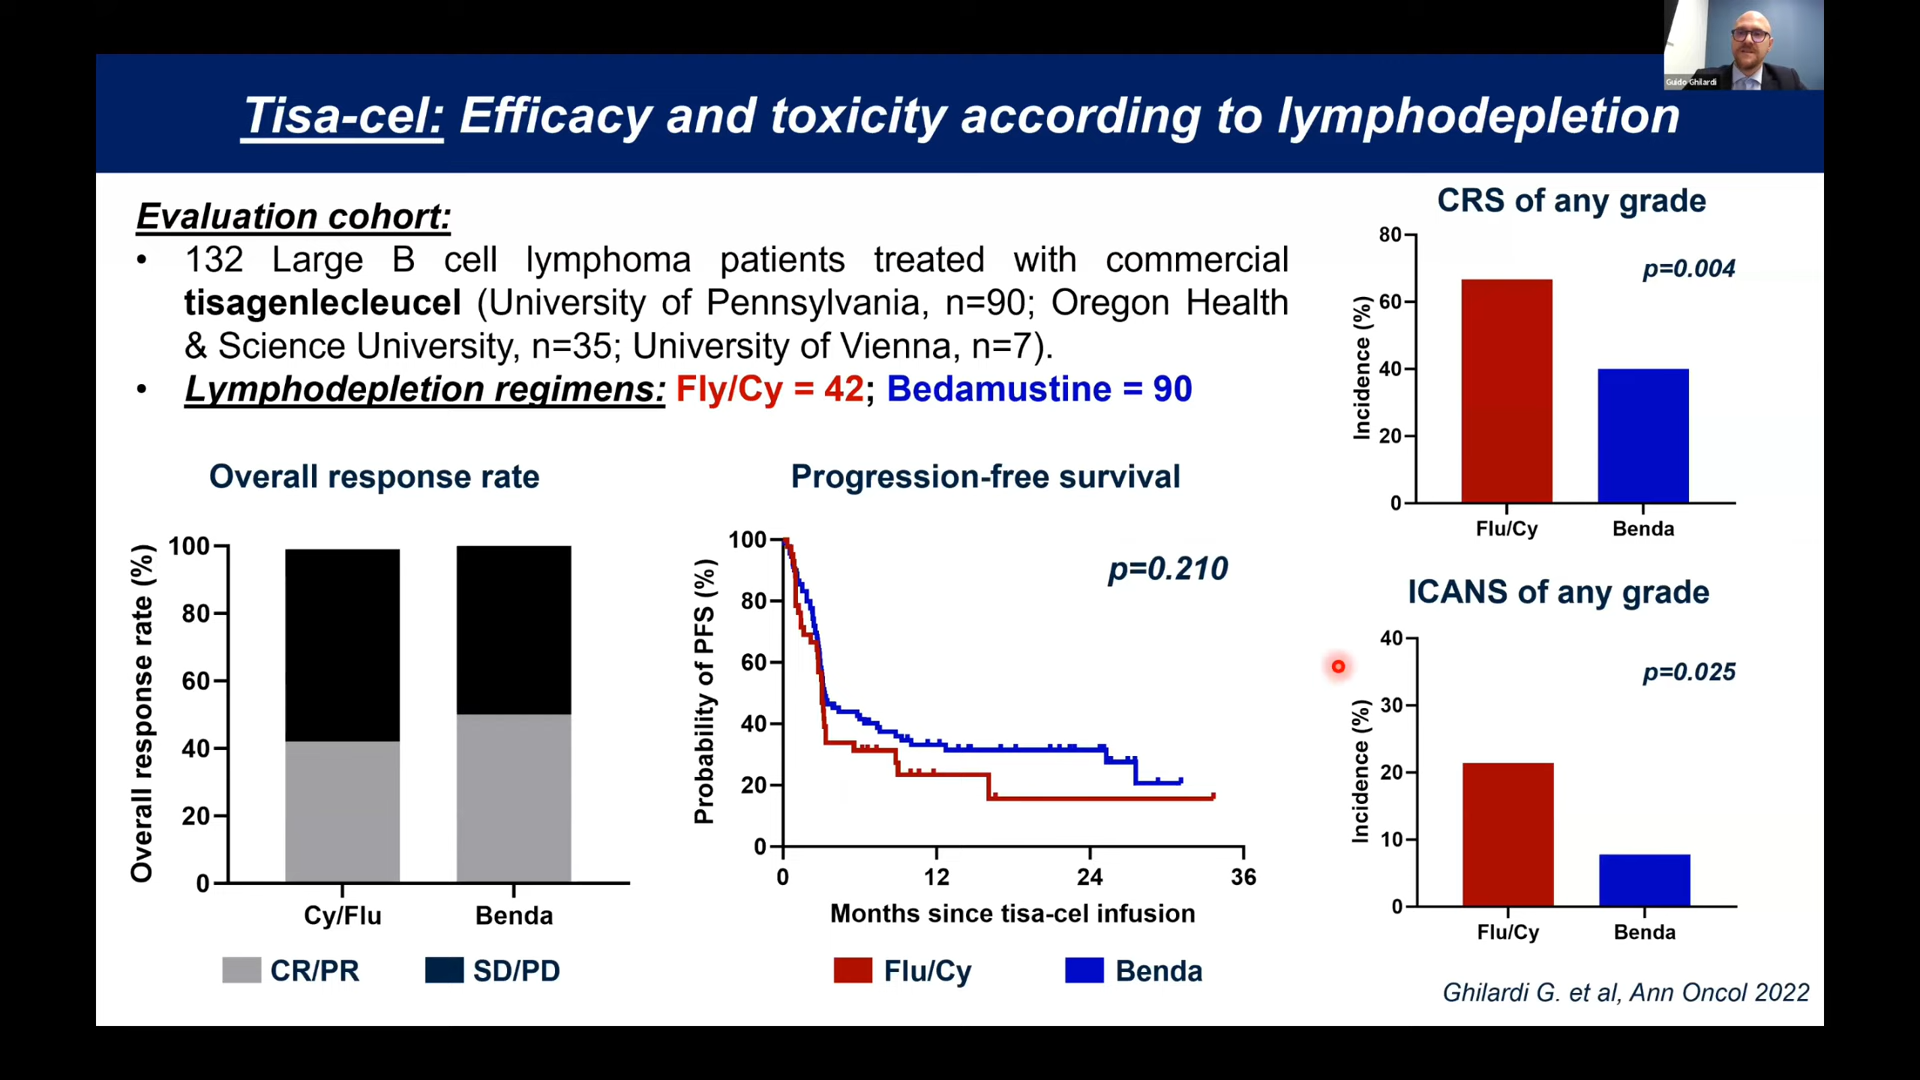 Guido Ghilardi
Tisa-cel: Efficacy and toxicity according to lymphodepletion
Evaluation cohort:
• 132 Large B cell lymphoma patients treated with commercial
tisagenlecleucel (University of Pennsylvania, n=90; Oregon Health
& Science University, n=35; University of Vienna, n=7).
• Lymphodepletion regimens: Fly/Cy = 42; Bedamustine = 90
Overall response rate
Overall response rate (%)
100
80
60
40
20
0
Cy/Flu Benda
CR/PR SD/PD
Progression-free survival
p=0.210
Probability of PFS (%)
100
80
60
40
20
0
0 12 24 36
Months since tisa-cel infusion
Flu/Cy Benda
CRS of any grade
p=0.004
Incidence (%)
80
60
40
20
0
Flu/Cy Benda
ICANS of any grade
p=0.025
Incidence (%)
40
30
20
10
0
Flu/Cy Benda
Ghilardi G. et al, Ann Oncol 2022